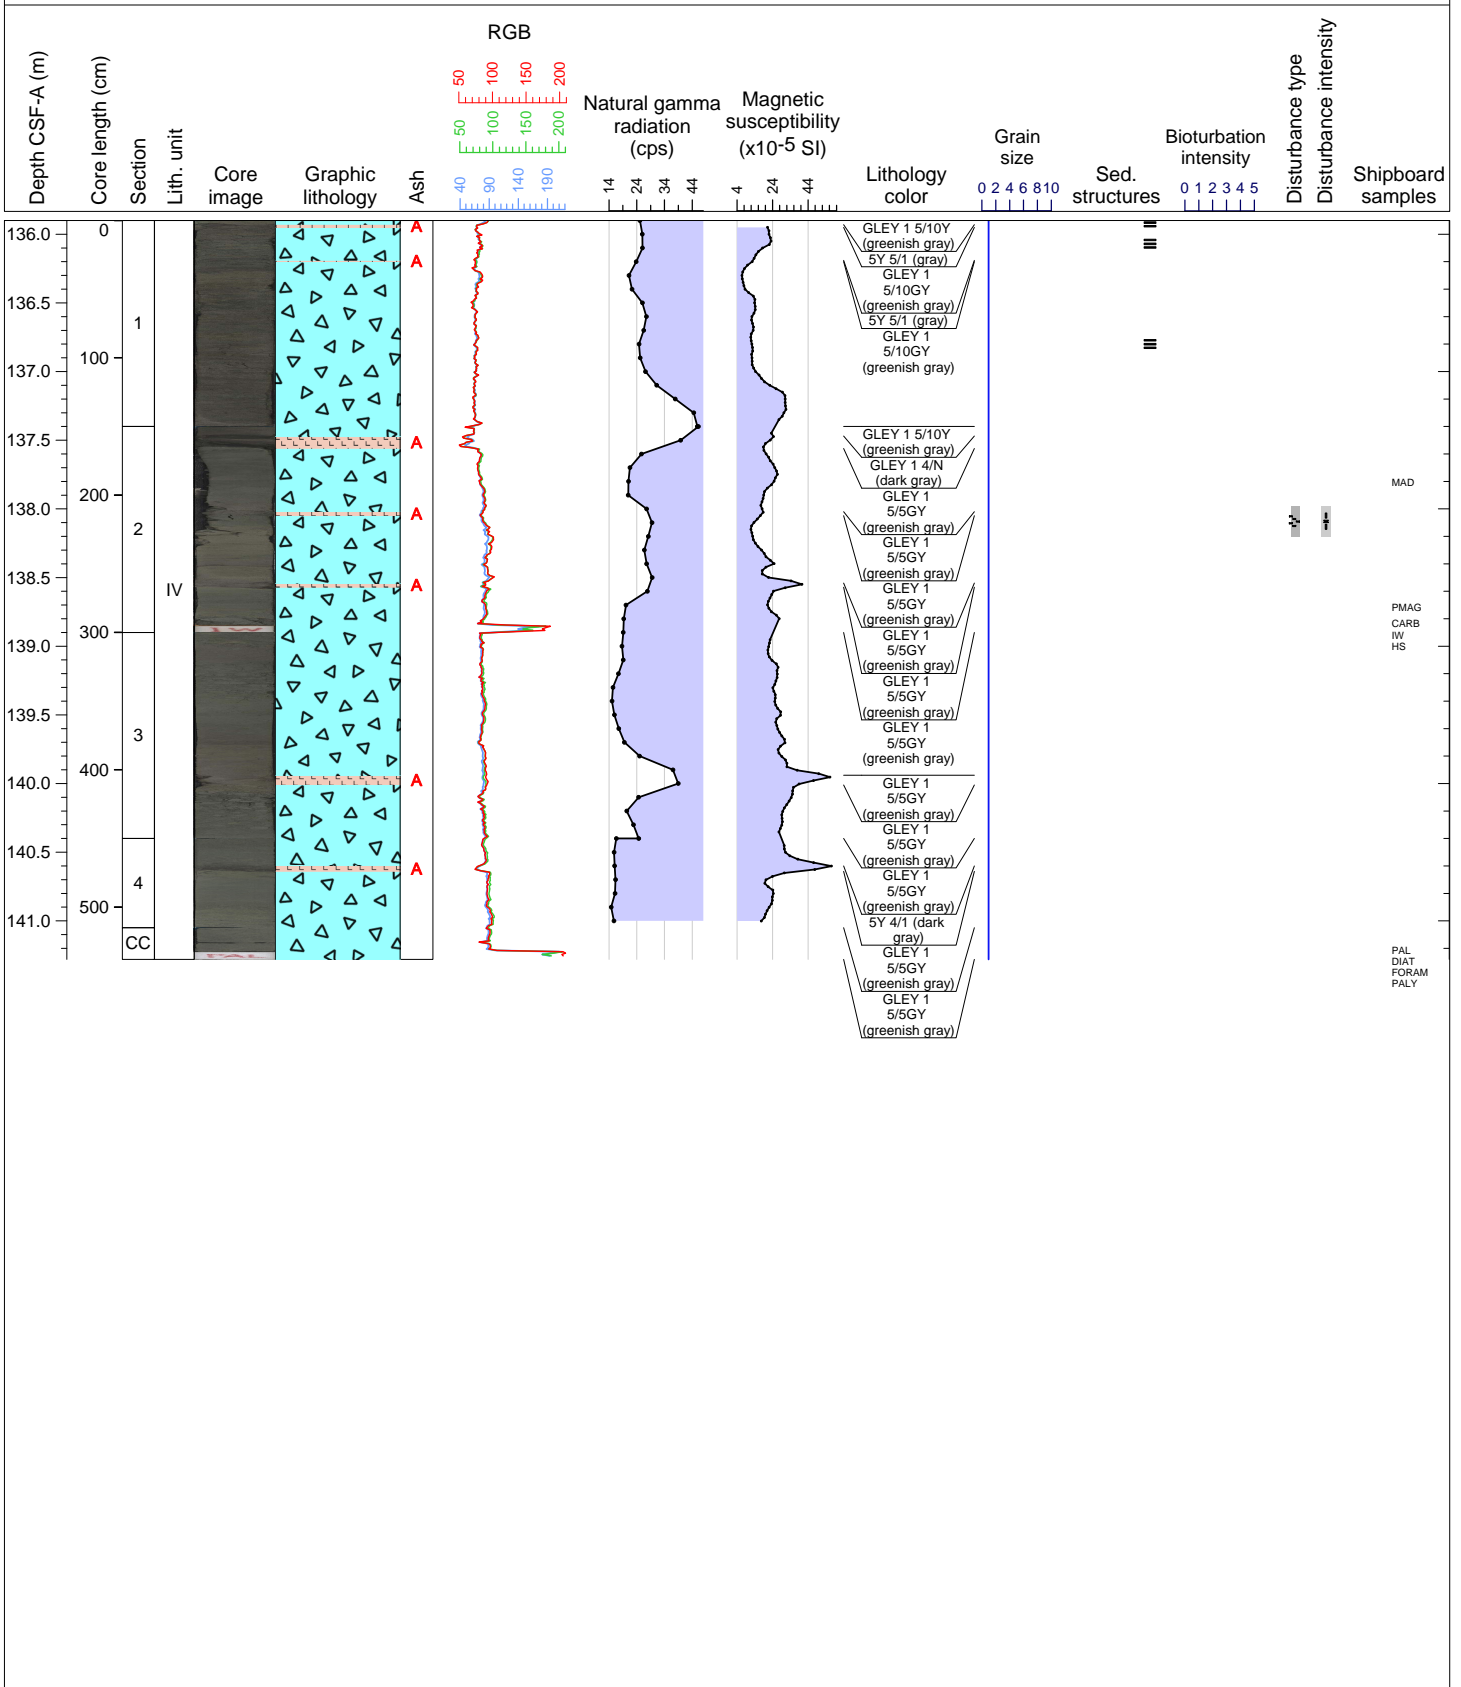 RGB
50 100 150 200
50 100 150 200
40 90 140 190
Depth CSF-A (m)
Core length (cm)
Section
Lith. unit
Core
image
Graphic
lithology
Ash
Natural gamma
radiation
(cps)
14 24 34 44
Magnetic
susceptibility
(x10-5 SI)
4 24 44
Lithology
color
Grain
size
0 2 4 6 8 10
Sed.
structures
Bioturbation
intensity
0 1 2 3 4 5
Disturbance type
Disturbance intensity
Shipboard
samples
136.0
136.5
137.0
137.5
138.0
138.5
139.0
139.5
140.0
140.5
141.0
0
100
200
300
400
500
1
2
3
4
CC
IV
IW
PAL
A
A
A
A
A
A
A
GLEY 1 5/10Y
(greenish gray)
5Y 5/1 (gray)
GLEY 1
5/10GY
(greenish gray)
5Y 5/1 (gray)
GLEY 1
5/10GY
(greenish gray)
GLEY 1 5/10Y
(greenish gray)
GLEY 1 4/N
(dark gray)
GLEY 1
5/5GY
(greenish gray)
GLEY 1
5/5GY
(greenish gray)
GLEY 1
5/5GY
(greenish gray)
GLEY 1
5/5GY
(greenish gray)
GLEY 1
5/5GY
(greenish gray)
GLEY 1
5/5GY
(greenish gray)
GLEY 1
5/5GY
(greenish gray)
GLEY 1
5/5GY
(greenish gray)
GLEY 1
5/5GY
(greenish gray)
5Y 4/1 (dark
gray)
GLEY 1
5/5GY
(greenish gray)
GLEY 1
5/5GY
(greenish gray)
MAD
PMAG
CARB
IW
HS
PAL
DIAT
FORAM
PALY